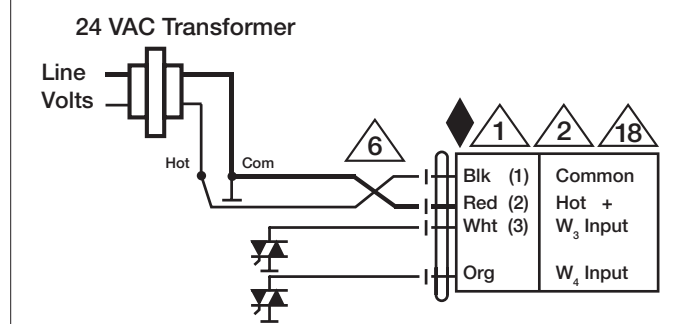 24 VAC Transformer
Line
Volts
Hot
Com
6
1
2
18
Blk (1) Common
Red (2) Hot +
Wht (3) W₃ Input
Org W₄ Input